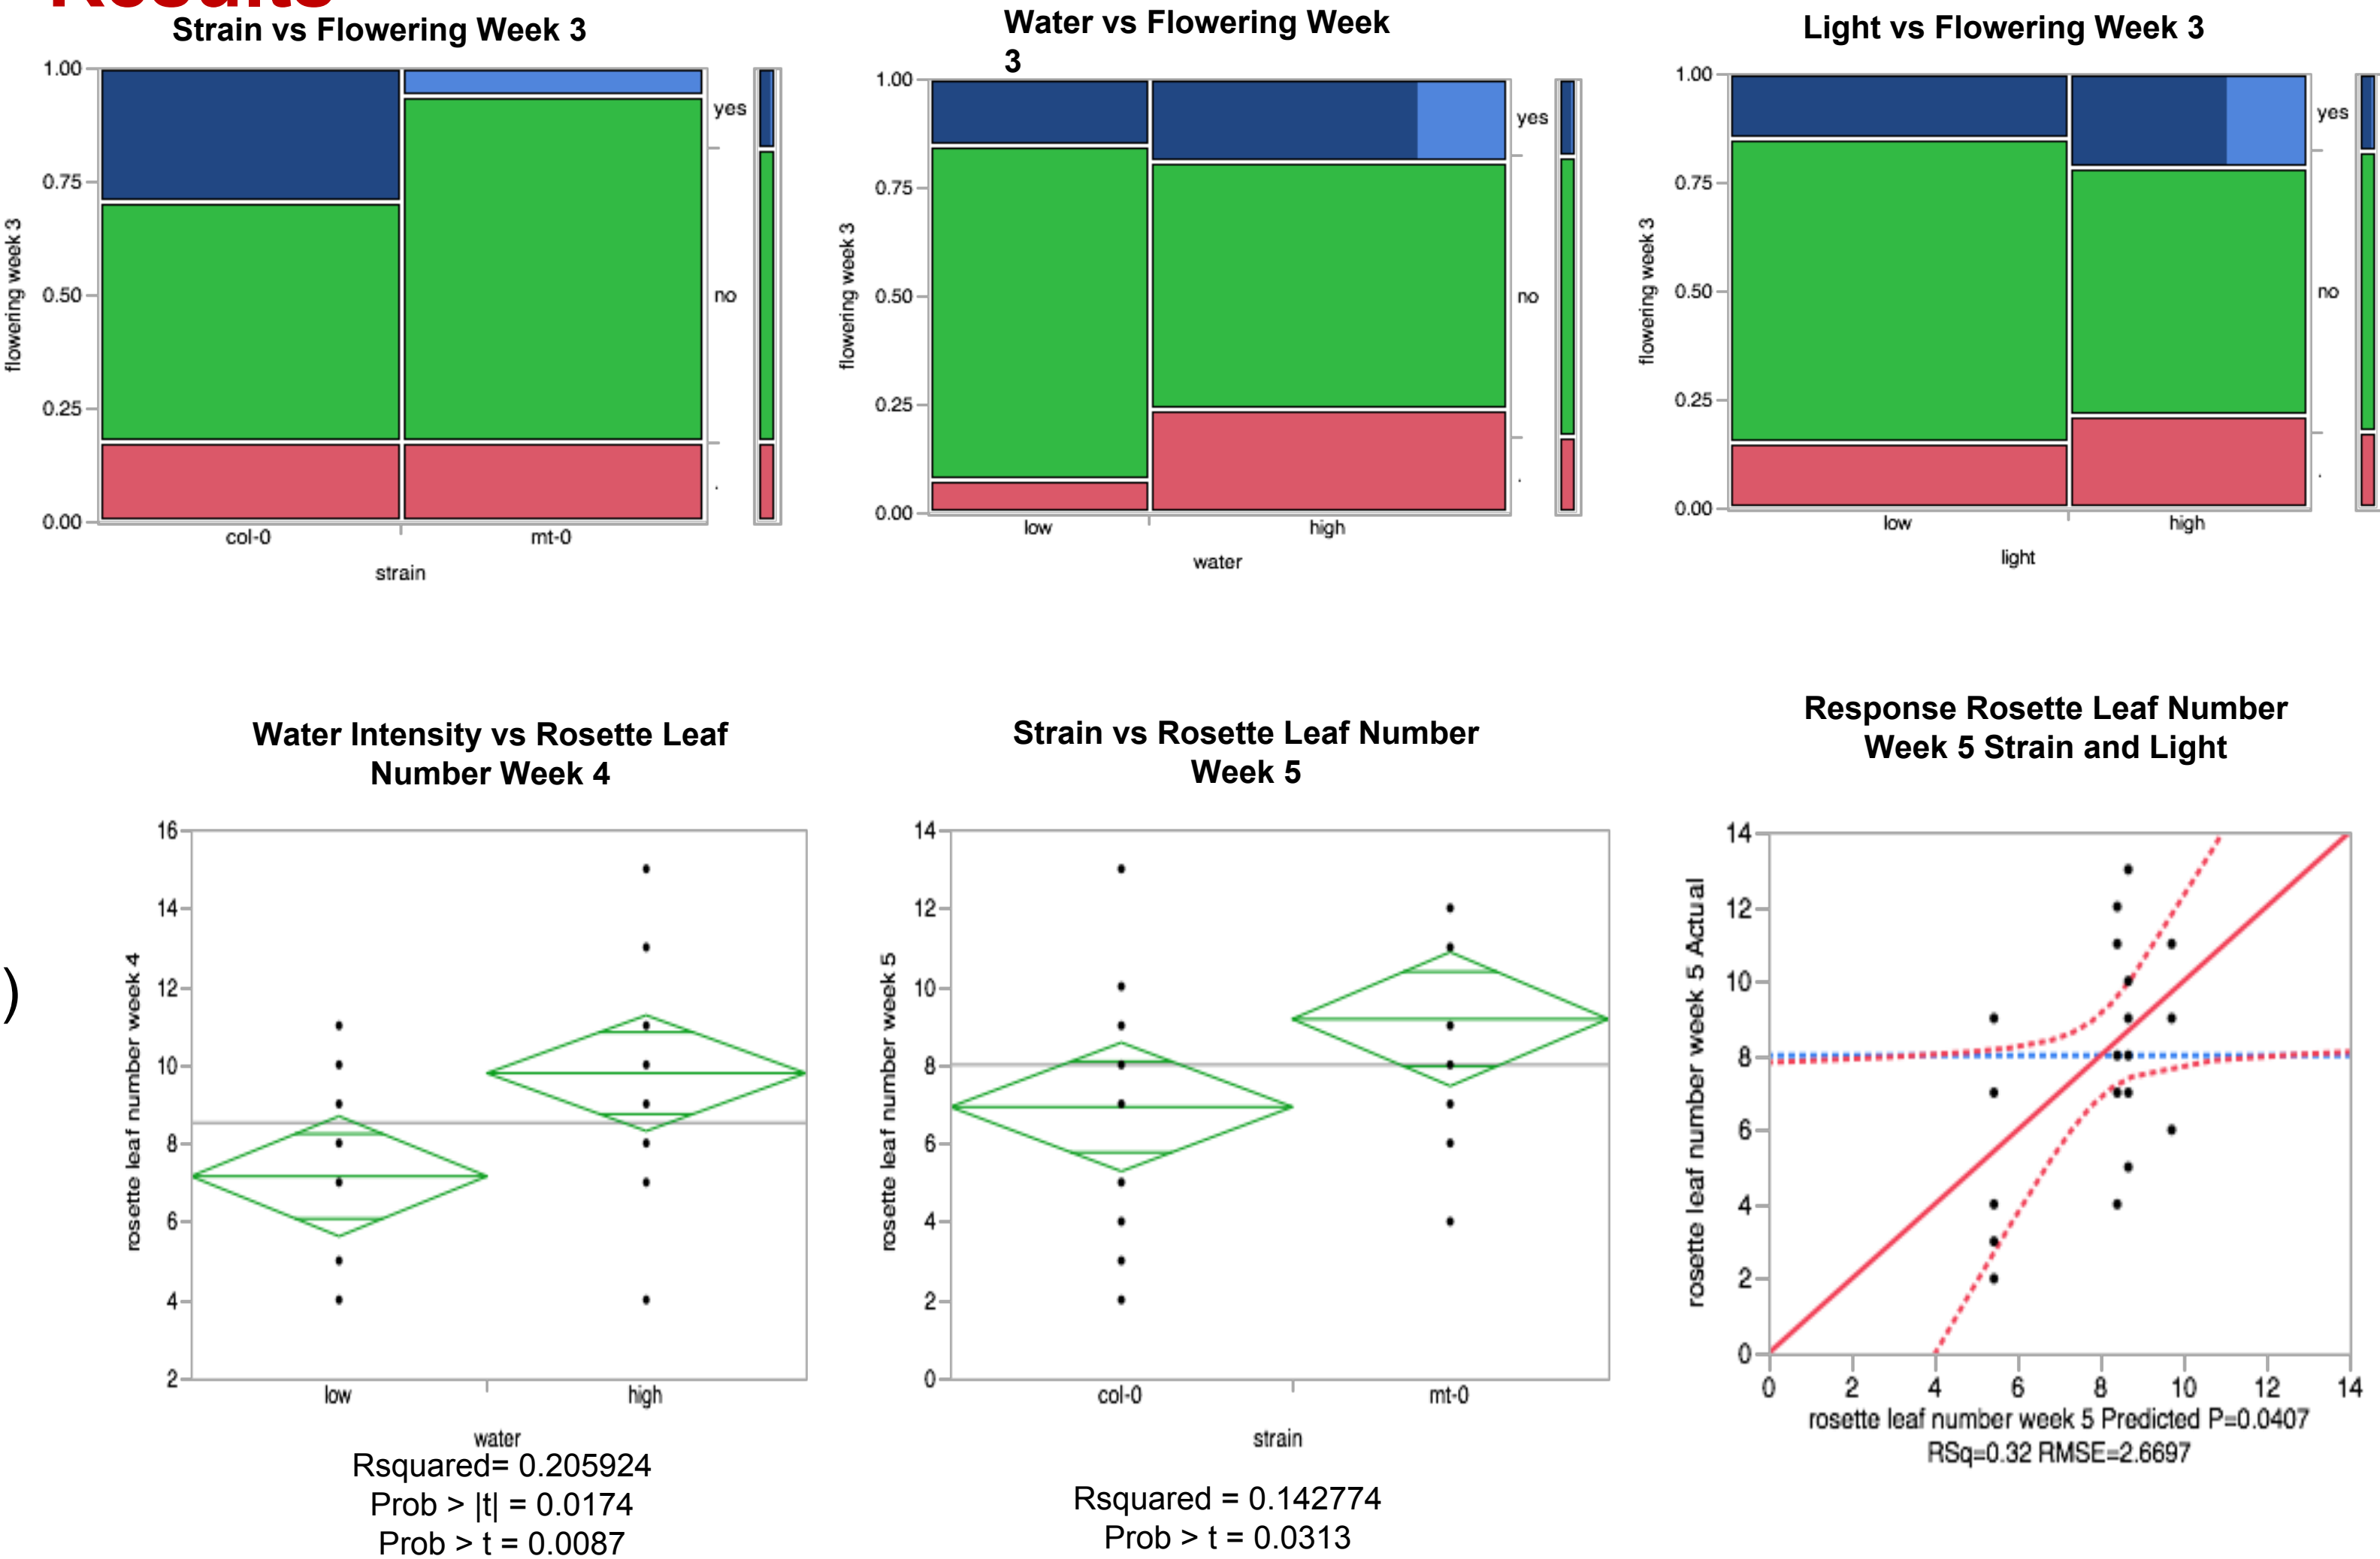 Results
Strain vs Flowering Week 3
1.00
0.75
0.50
0.25
0.00
flowering week 3
yes
no
.
col-0
mt-0
strain
Water vs Flowering Week
3
1.00
0.75
0.50
0.25
0.00
flowering week 3
yes
no
.
low
high
water
Light vs Flowering Week 3
1.00
0.75
0.50
0.25
0.00
flowering week 3
yes
no
.
low
high
light
)
Water Intensity vs Rosette Leaf
Number Week 4
16
14
12
10
8
6
4
2
rosette leaf number week 4
low
high
water
Rsquared= 0.205924
Prob > |t| = 0.0174
Prob > t = 0.0087
Strain vs Rosette Leaf Number
Week 5
14
12
10
8
6
4
2
0
rosette leaf number week 5
col-0
mt-0
strain
Rsquared = 0.142774
Prob > t = 0.0313
Response Rosette Leaf Number
Week 5 Strain and Light
14
12
10
8
6
4
2
0
rosette leaf number week 5 Actual
0 2 4 6 8 10 12 14
rosette leaf number week 5 Predicted P=0.0407
RSq=0.32 RMSE=2.6697